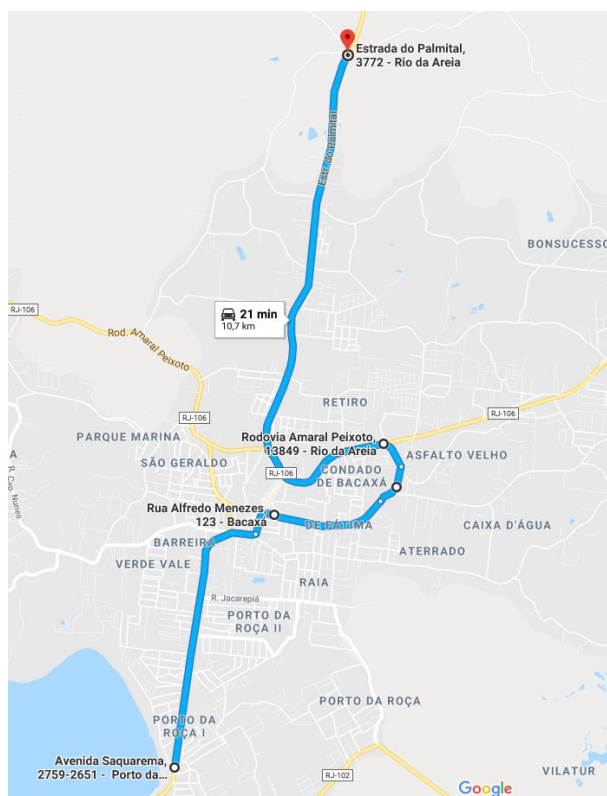 Estrada do Palmital,
3772 - Rio da Areia
Estr. do Palmital
BONSUCESSO
RJ-106
21 min
10,7 km
Rod. Amaral Peixoto
RETIRO
RJ-106
RJ-106
PARQUE MARINA
Rodovia Amaral Peixoto,
13849 - Rio da Areia
ASFALTO VELHO
SÃO GERALDO
RJ-106
CONDADO
DE BACAXÁ
R. Cap. Nunes
Rua Alfredo Menezes,
123 - Bacaxá
DE FÁTIMA
CAIXA D'ÁGUA
BARREIRA
ATERRADO
VERDE VALE
RAIA
R. Jacarepiá
PORTO DA
ROÇA II
PORTO DA ROÇA
PORTO DA
ROÇA I
Avenida Saquarema,
2759-2651 - Porto da...
RJ-102
VILATUR
Google